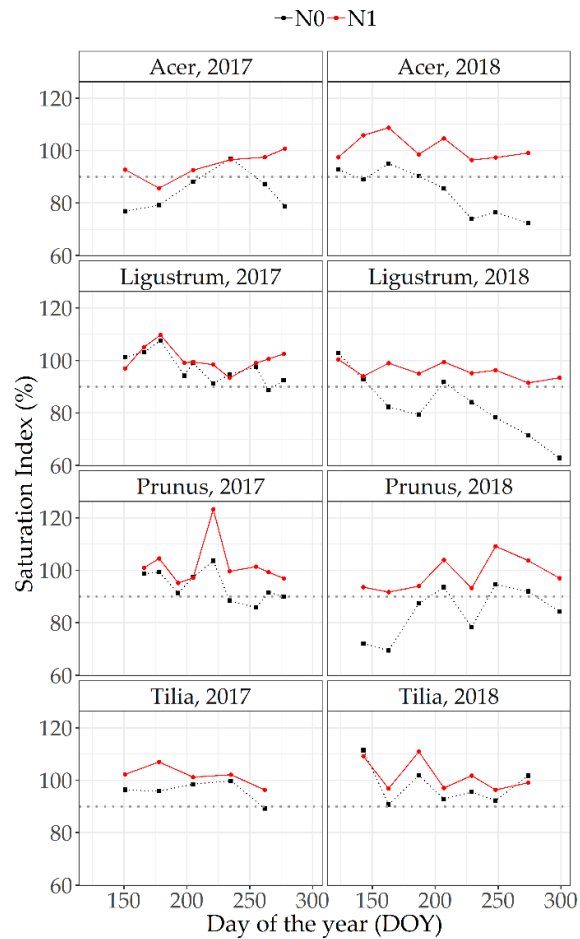 N0 N1
Acer, 2017 Acer, 2018
120
100
80
60
Ligustrum, 2017 Ligustrum, 2018
120
100
80
60
Prunus, 2017 Prunus, 2018
120
100
80
60
Tilia, 2017 Tilia, 2018
120
100
80
60
Saturation Index (%)
150 200 250 300 150 200 250 300
Day of the year (DOY)